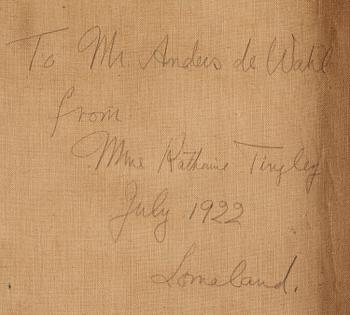 To Mr Anders de Wahl
from
Mme Katherine Tingley
July 1922
Lomaland.